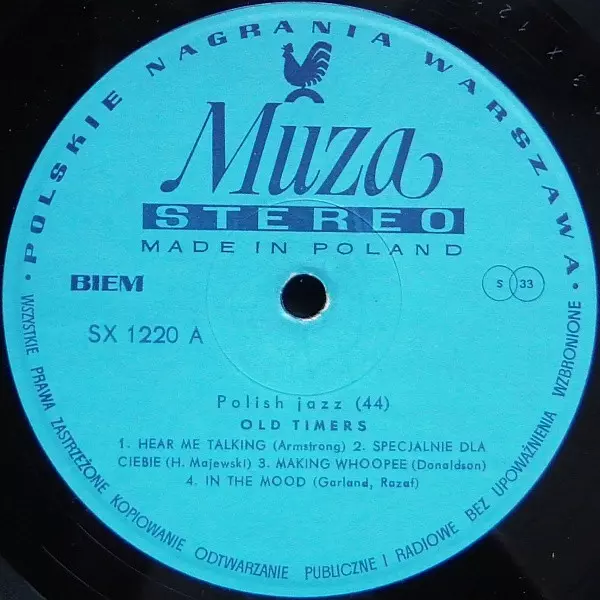 • POLSKIE NAGRANIA WARSZAWA •
Muza
STEREO
MADE IN POLAND
BIEM
S 33
SX 1220 A
Polish jazz (44)
OLD TIMERS
1. HEAR ME TALKING (Armstrong) 2. SPECJALNIE DLA
CIEBIE (H. Majewski) 3. MAKING WHOOPEE (Donaldson)
4. IN THE MOOD (Garland, Razaf)
WSZYSTKIE PRAWA ZASTRZEŻONE KOPIOWANIE ODTWARZANIE PUBLICZNE I RADIOWE BEZ UPOWAŻNIENIA WZBRONIONE